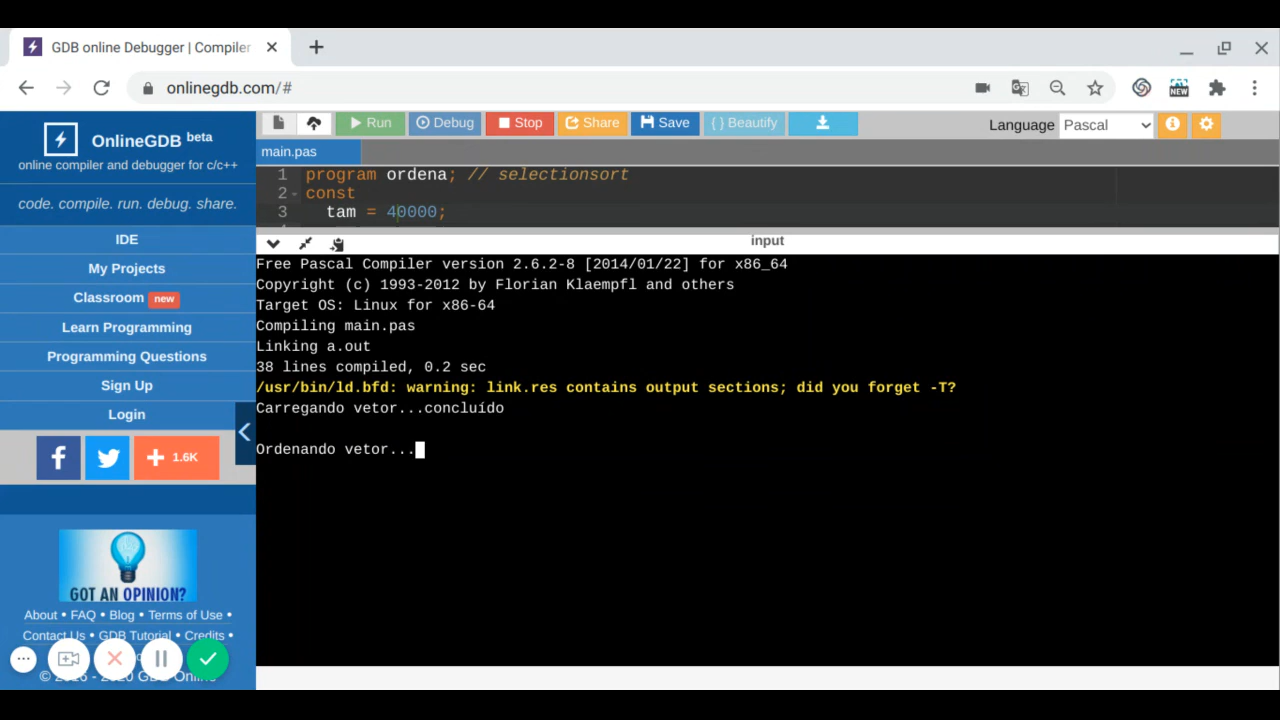 GDB online Debugger | Compiler
onlinegdb.com/#
NEW
OnlineGDB beta
online compiler and debugger for c/c++
code. compile. run. debug. share.
IDE
My Projects
Classroom new
Learn Programming
Programming Questions
Sign Up
Login
1.6K
GOT AN OPINION?
About • FAQ • Blog • Terms of Use •
Contact Us • GDB Tutorial • Credits •
© 2016 - 2020 GDB Online
Run Debug Stop Share Save { } Beautify Language Pascal
main.pas
1 program ordena; // selectionsort
2 const
3 tam = 40000;
input
Free Pascal Compiler version 2.6.2-8 [2014/01/22] for x86_64
Copyright (c) 1993-2012 by Florian Klaempfl and others
Target OS: Linux for x86-64
Compiling main.pas
Linking a.out
38 lines compiled, 0.2 sec
/usr/bin/ld.bfd: warning: link.res contains output sections; did you forget -T?
Carregando vetor...concluído
Ordenando vetor...